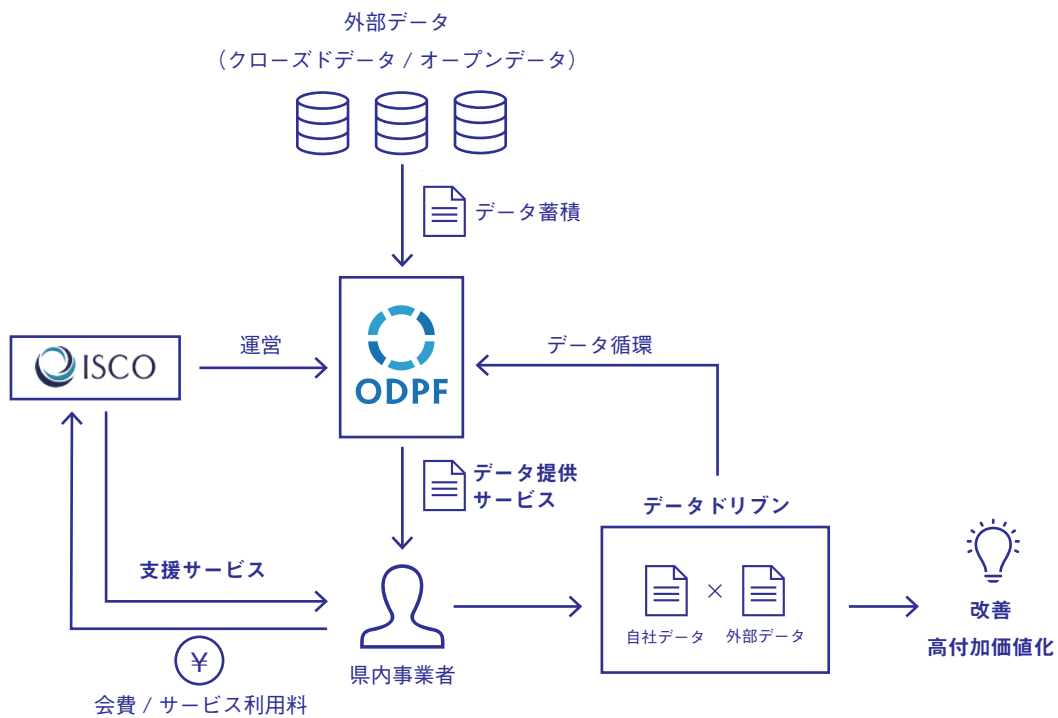 外部データ
（クローズドデータ / オープンデータ）
データ蓄積
ISCO
運営
ODPF
データ循環
データ提供
サービス
データドリブン
支援サービス
自社データ
×
外部データ
改善
高付加価値化
県内事業者
¥
会費 / サービス利用料